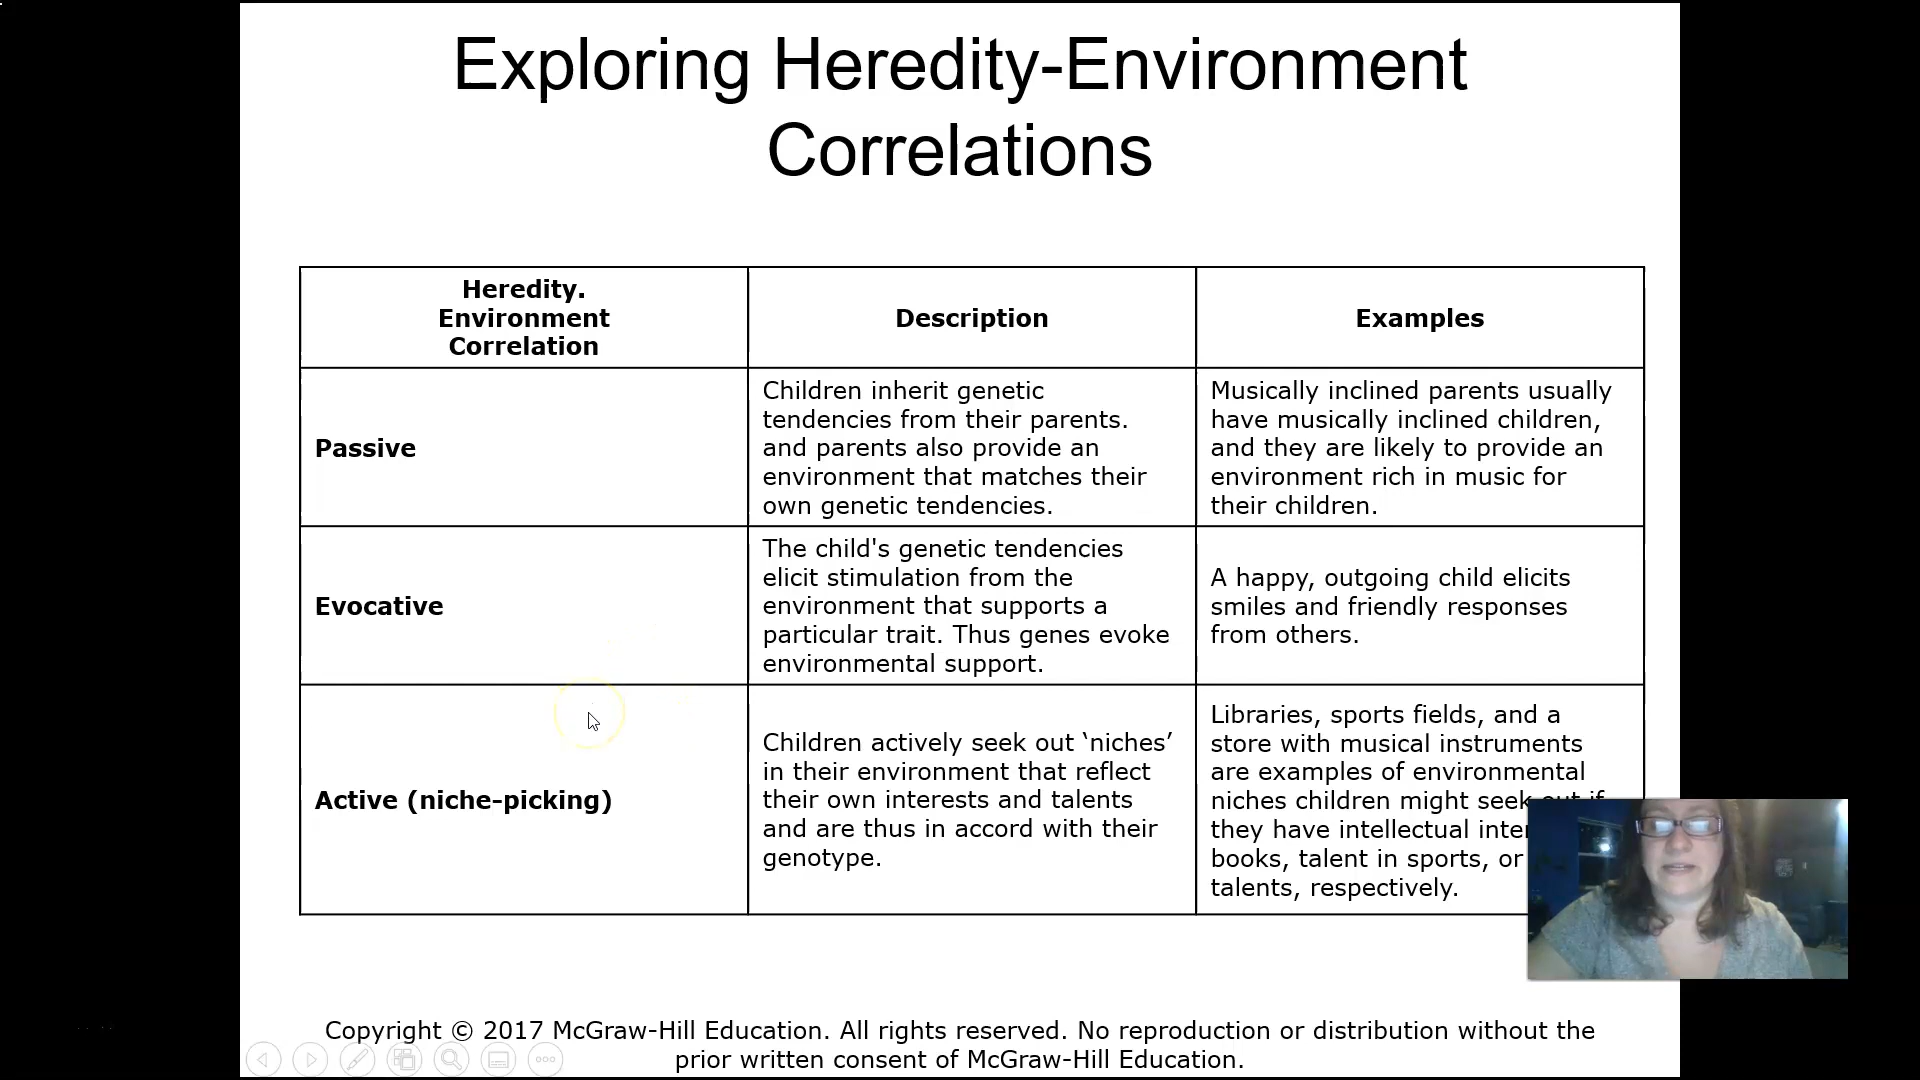 Exploring Heredity-Environment
Correlations
Heredity.
Environment
Correlation
Description
Examples
Passive
Children inherit genetic
tendencies from their parents.
and parents also provide an
environment that matches their
own genetic tendencies.
Musically inclined parents usually
have musically inclined children,
and they are likely to provide an
environment rich in music for
their children.
Evocative
The child's genetic tendencies
elicit stimulation from the
environment that supports a
particular trait. Thus genes evoke
environmental support.
A happy, outgoing child elicits
smiles and friendly responses
from others.
Active (niche-picking)
Children actively seek out ‘niches’
in their environment that reflect
their own interests and talents
and are thus in accord with their
genotype.
Libraries, sports fields, and a
store with musical instruments
are examples of environmental
niches children might seek out if
they have intellectual
books, talent in sports, or
talents, respectively.
Copyright © 2017 McGraw-Hill Education. All rights reserved. No reproduction or distribution without the
prior written consent of McGraw-Hill Education.